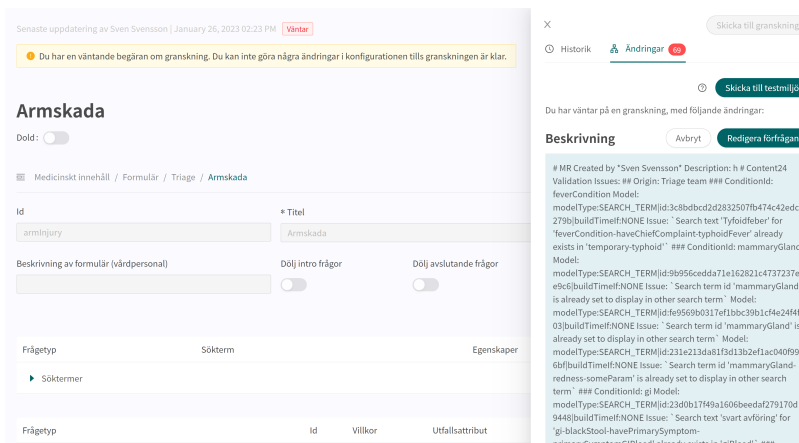 Senaste uppdatering av Sven Svensson | January 26, 2023 02:23 PM Väntar
Du har en väntande begäran om granskning. Du kan inte göra några ändringar i konfigurationen tills granskningen är klar.
Armskada
Dold :
Medicinskt innehåll / Formulär / Triage / Armskada
Id
* Titel
arminjury
Armskada
Beskrivning av formulär (vårdpersonal)
Dölj intro frågor
Dölj avslutande frågor
Frågetyp Sökterm Egenskaper
Söktermer
Frågetyp Id Villkor Utfallsattribut
Skicka till granskning
Historik Ändringar 69
Skicka till testmiljö
Du har väntar på en granskning, med följande ändringar:
Beskrivning Avbryt Redigera förfrågan
# MR Created by *Sven Svensson* Description: h # Content24
Validation Issues: ## Origin: Triage team ### ConditionId:
feverCondition Model:
modelType:SEARCH_TERM|id:3c8bdbcd2d2832507fb474c42edc
279b|buildTimeIf:NONE Issue: `Search text 'Tyfoidfeber' for
'feverCondition-haveChiefComplaint-typhoidFever' already
exists in 'temporary-typhoid'` ### ConditionId: mammaryGland
Model:
modelType:SEARCH_TERM|id:9b956cedda71e162821c4737237e
e9c6|buildTimeIf:NONE Issue: `Search term id 'mammaryGland'
is already set to display in other search term` Model:
modelType:SEARCH_TERM|id:fe9569b0317ef1bbc39b1cf4e24f4f
03|buildTimeIf:NONE Issue: `Search term id 'mammaryGland' is
already set to display in other search term` Model:
modelType:SEARCH_TERM|id:231e213da81f3d13b2ef1ac040f99
6bf|buildTimeIf:NONE Issue: `Search term id 'mammaryGland-
redness-someParam' is already set to display in other search
term` ### ConditionId: gi Model:
modelType:SEARCH_TERM|id:23d0b17f49a1606beedaf279170d
9448|buildTimeIf:NONE Issue: `Search text 'svart avföring' for
'gi-blackStool-havePrimarySymptom-